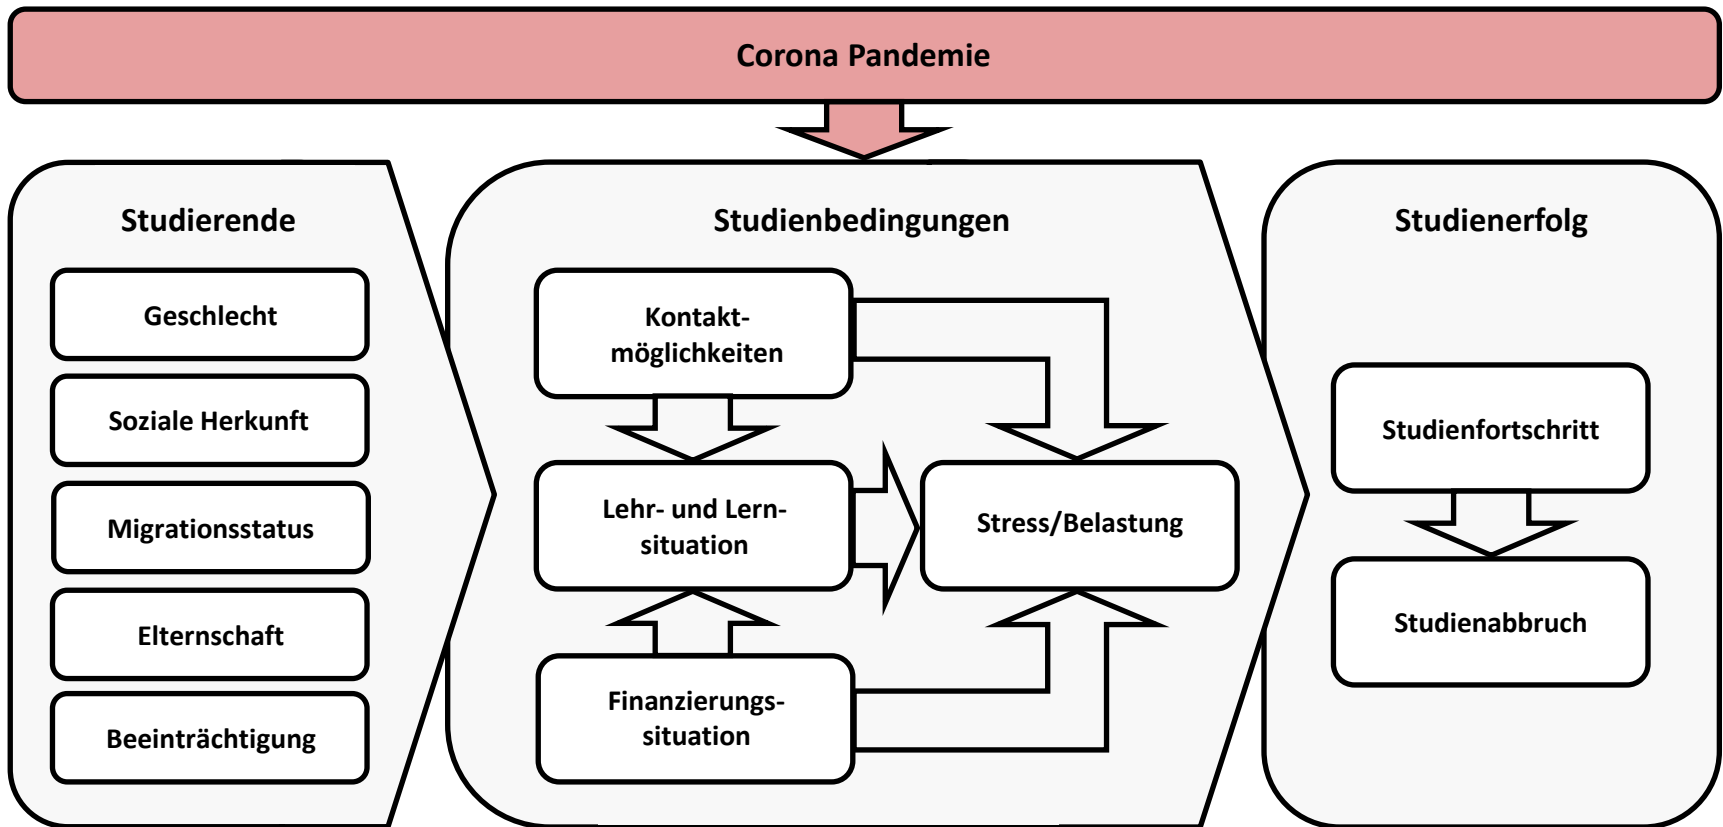 Corona Pandemie
Studierende
Geschlecht
Soziale Herkunft
Migrationsstatus
Elternschaft
Beeinträchtigung
Studienbedingungen
Kontakt-
möglichkeiten
Lehr- und Lern-
situation
Finanzierungs-
situation
Stress/Belastung
Studienerfolg
Studienfortschritt
Studienabbruch